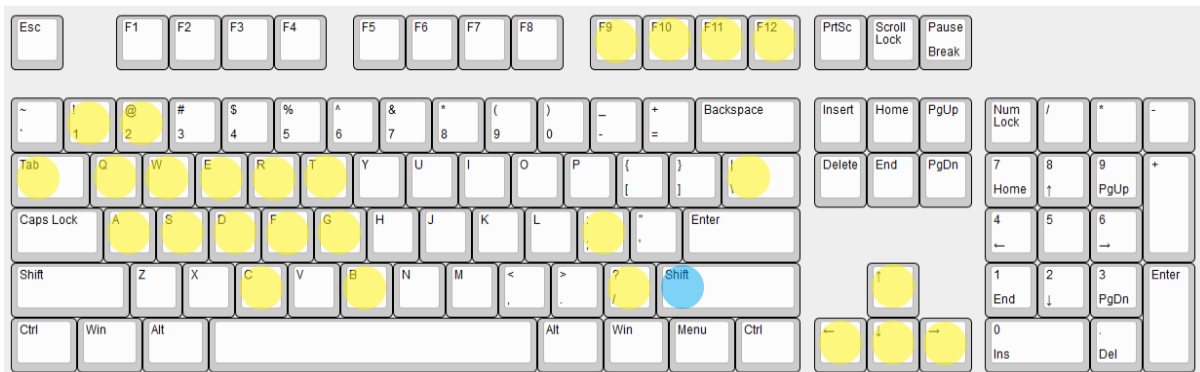 Esc F1 F2 F3 F4 F5 F6 F7 F8 F9 F10 F11 F12 PrtSc Scroll Lock Pause Break
~ ` ! 1 @ 2 # 3 $ 4 % 5 ^ 6 & 7 * 8 ( 9 ) 0 _ - + = Backspace Insert Home PgUp Num Lock / * -
Tab Q W E R T Y U I O P { [ } ] | \ Delete End PgDn 7 Home 8 ↑ 9 PgUp +
Caps Lock A S D F G H J K L : ; " ' Enter 4 ← 5 6 →
Shift Z X C V B N M < , > . ? / Shift ↑ 1 End 2 ↓ 3 PgDn Enter
Ctrl Win Alt Alt Win Menu Ctrl ← ↓ → 0 Ins . Del